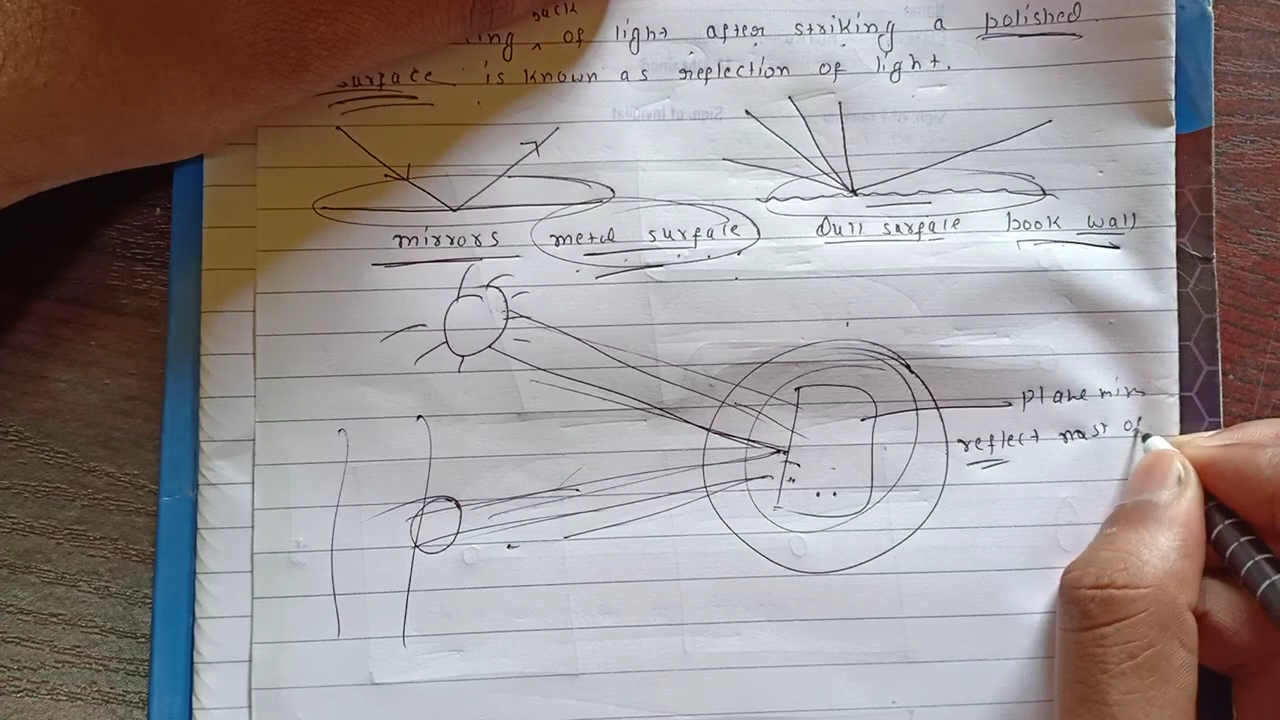 back
of light after striking a polished
surface is known as reflection of light.
mirrors metal surface Dull surface book wall
plane mirr
reflect most of